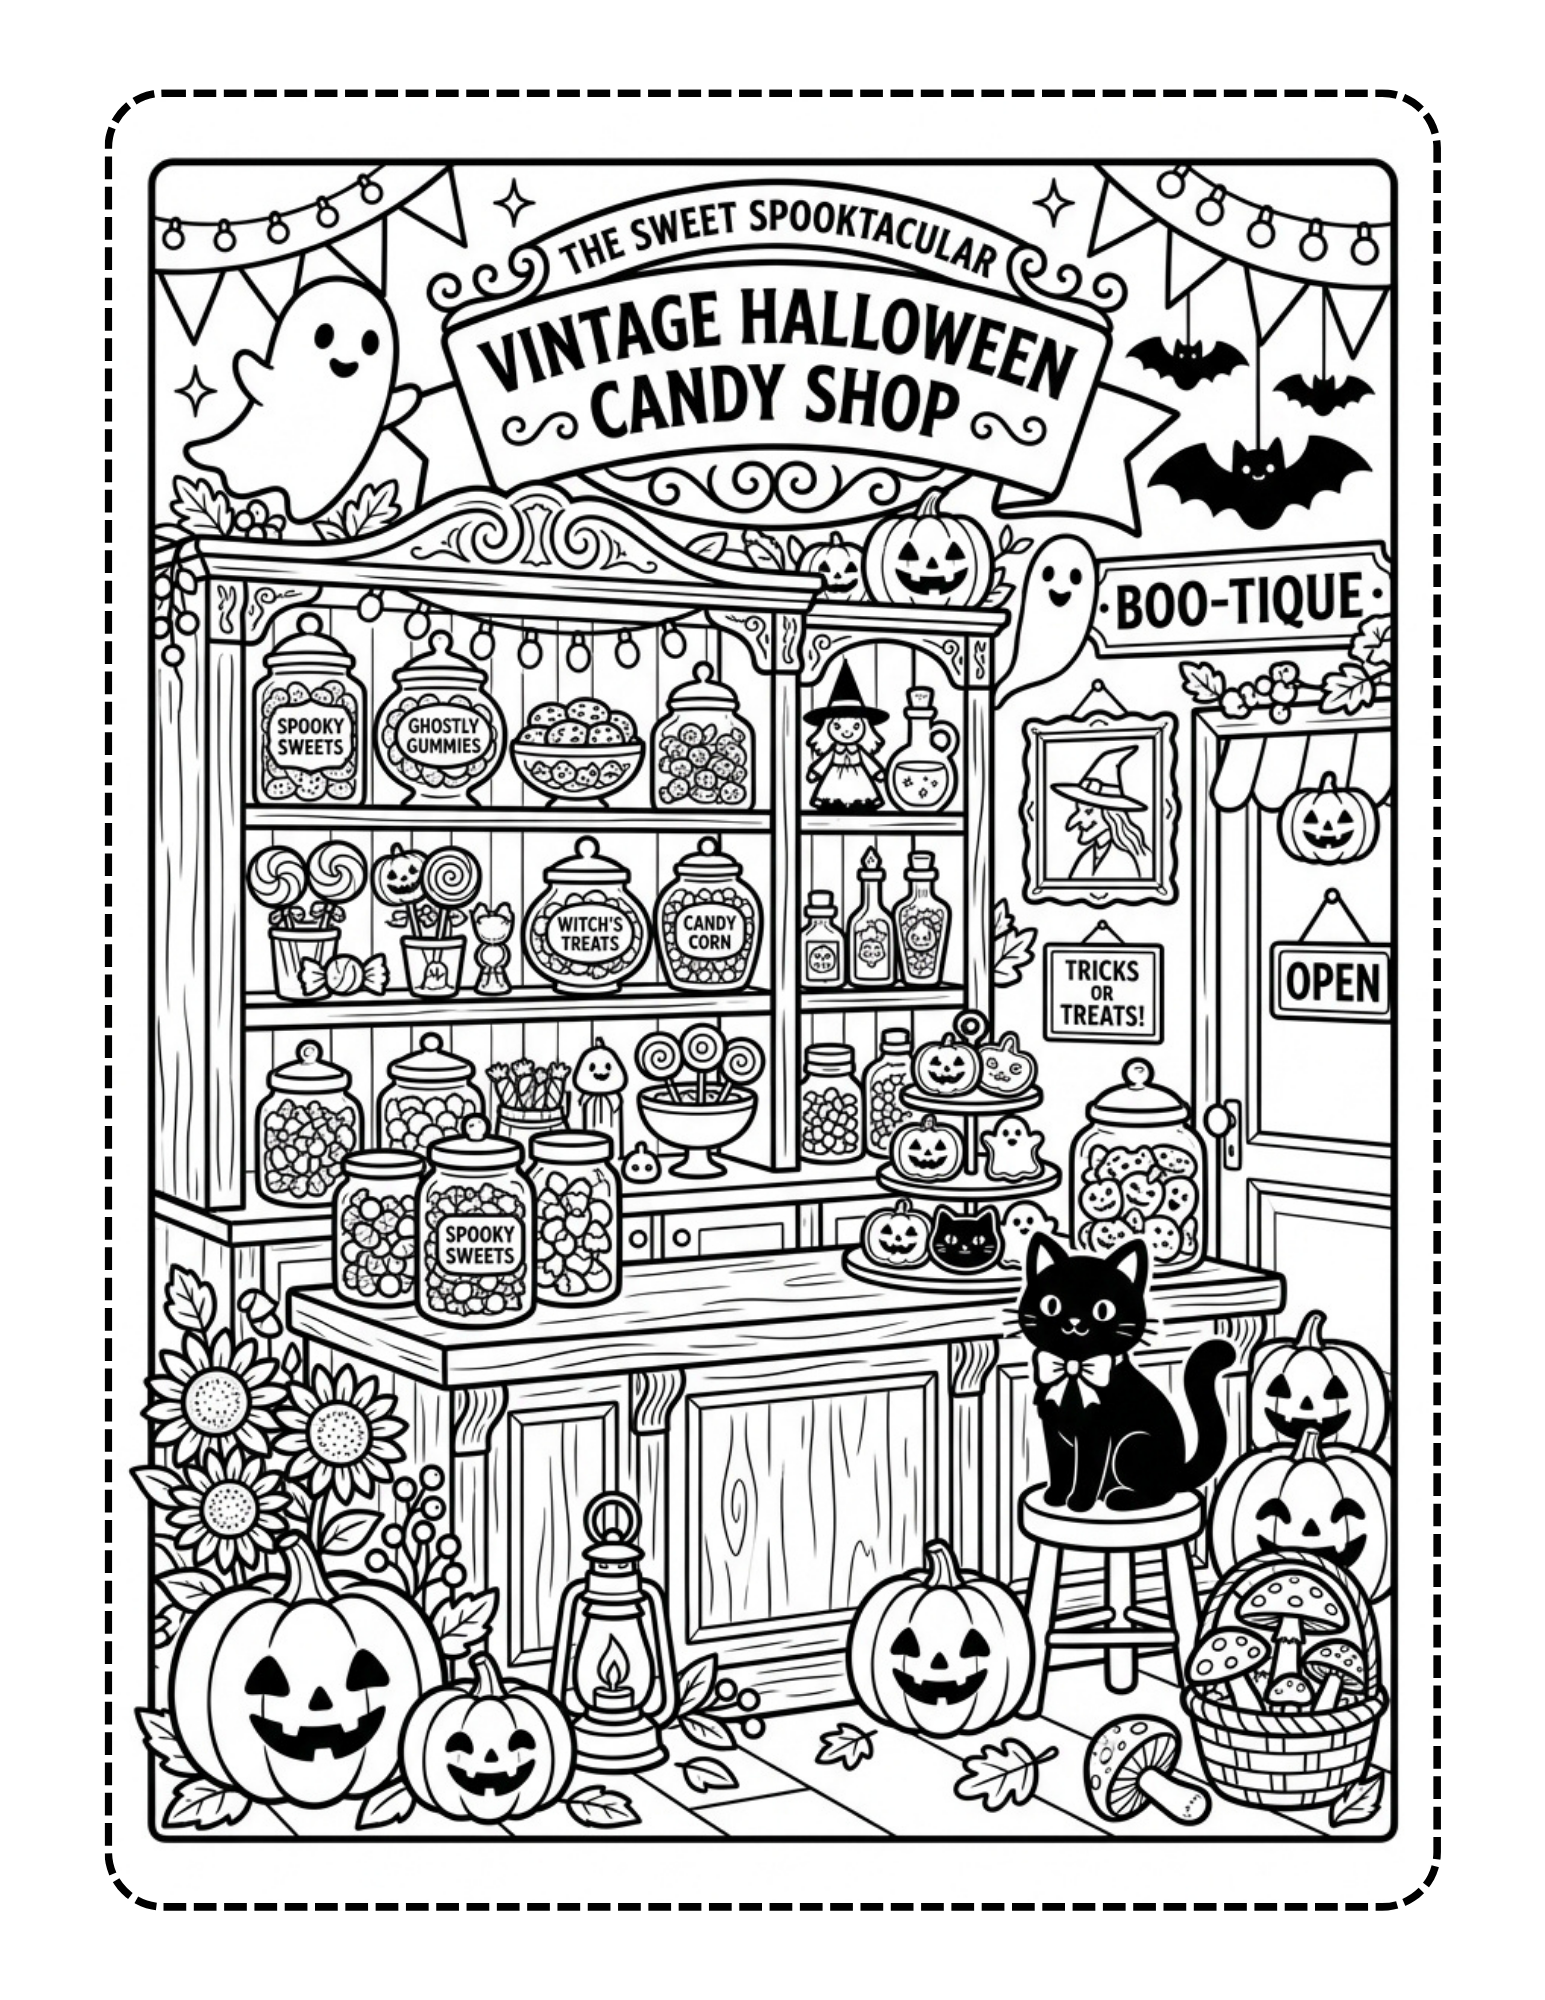 THE SWEET SPOOKTACULAR
VINTAGE HALLOWEEN
CANDY SHOP
BOO-TIQUE
SPOOKY
SWEETS
GHOSTLY
GUMMIES
WITCH'S
TREATS
CANDY
CORN
TRICKS
OR
TREATS!
OPEN
SPOOKY
SWEETS